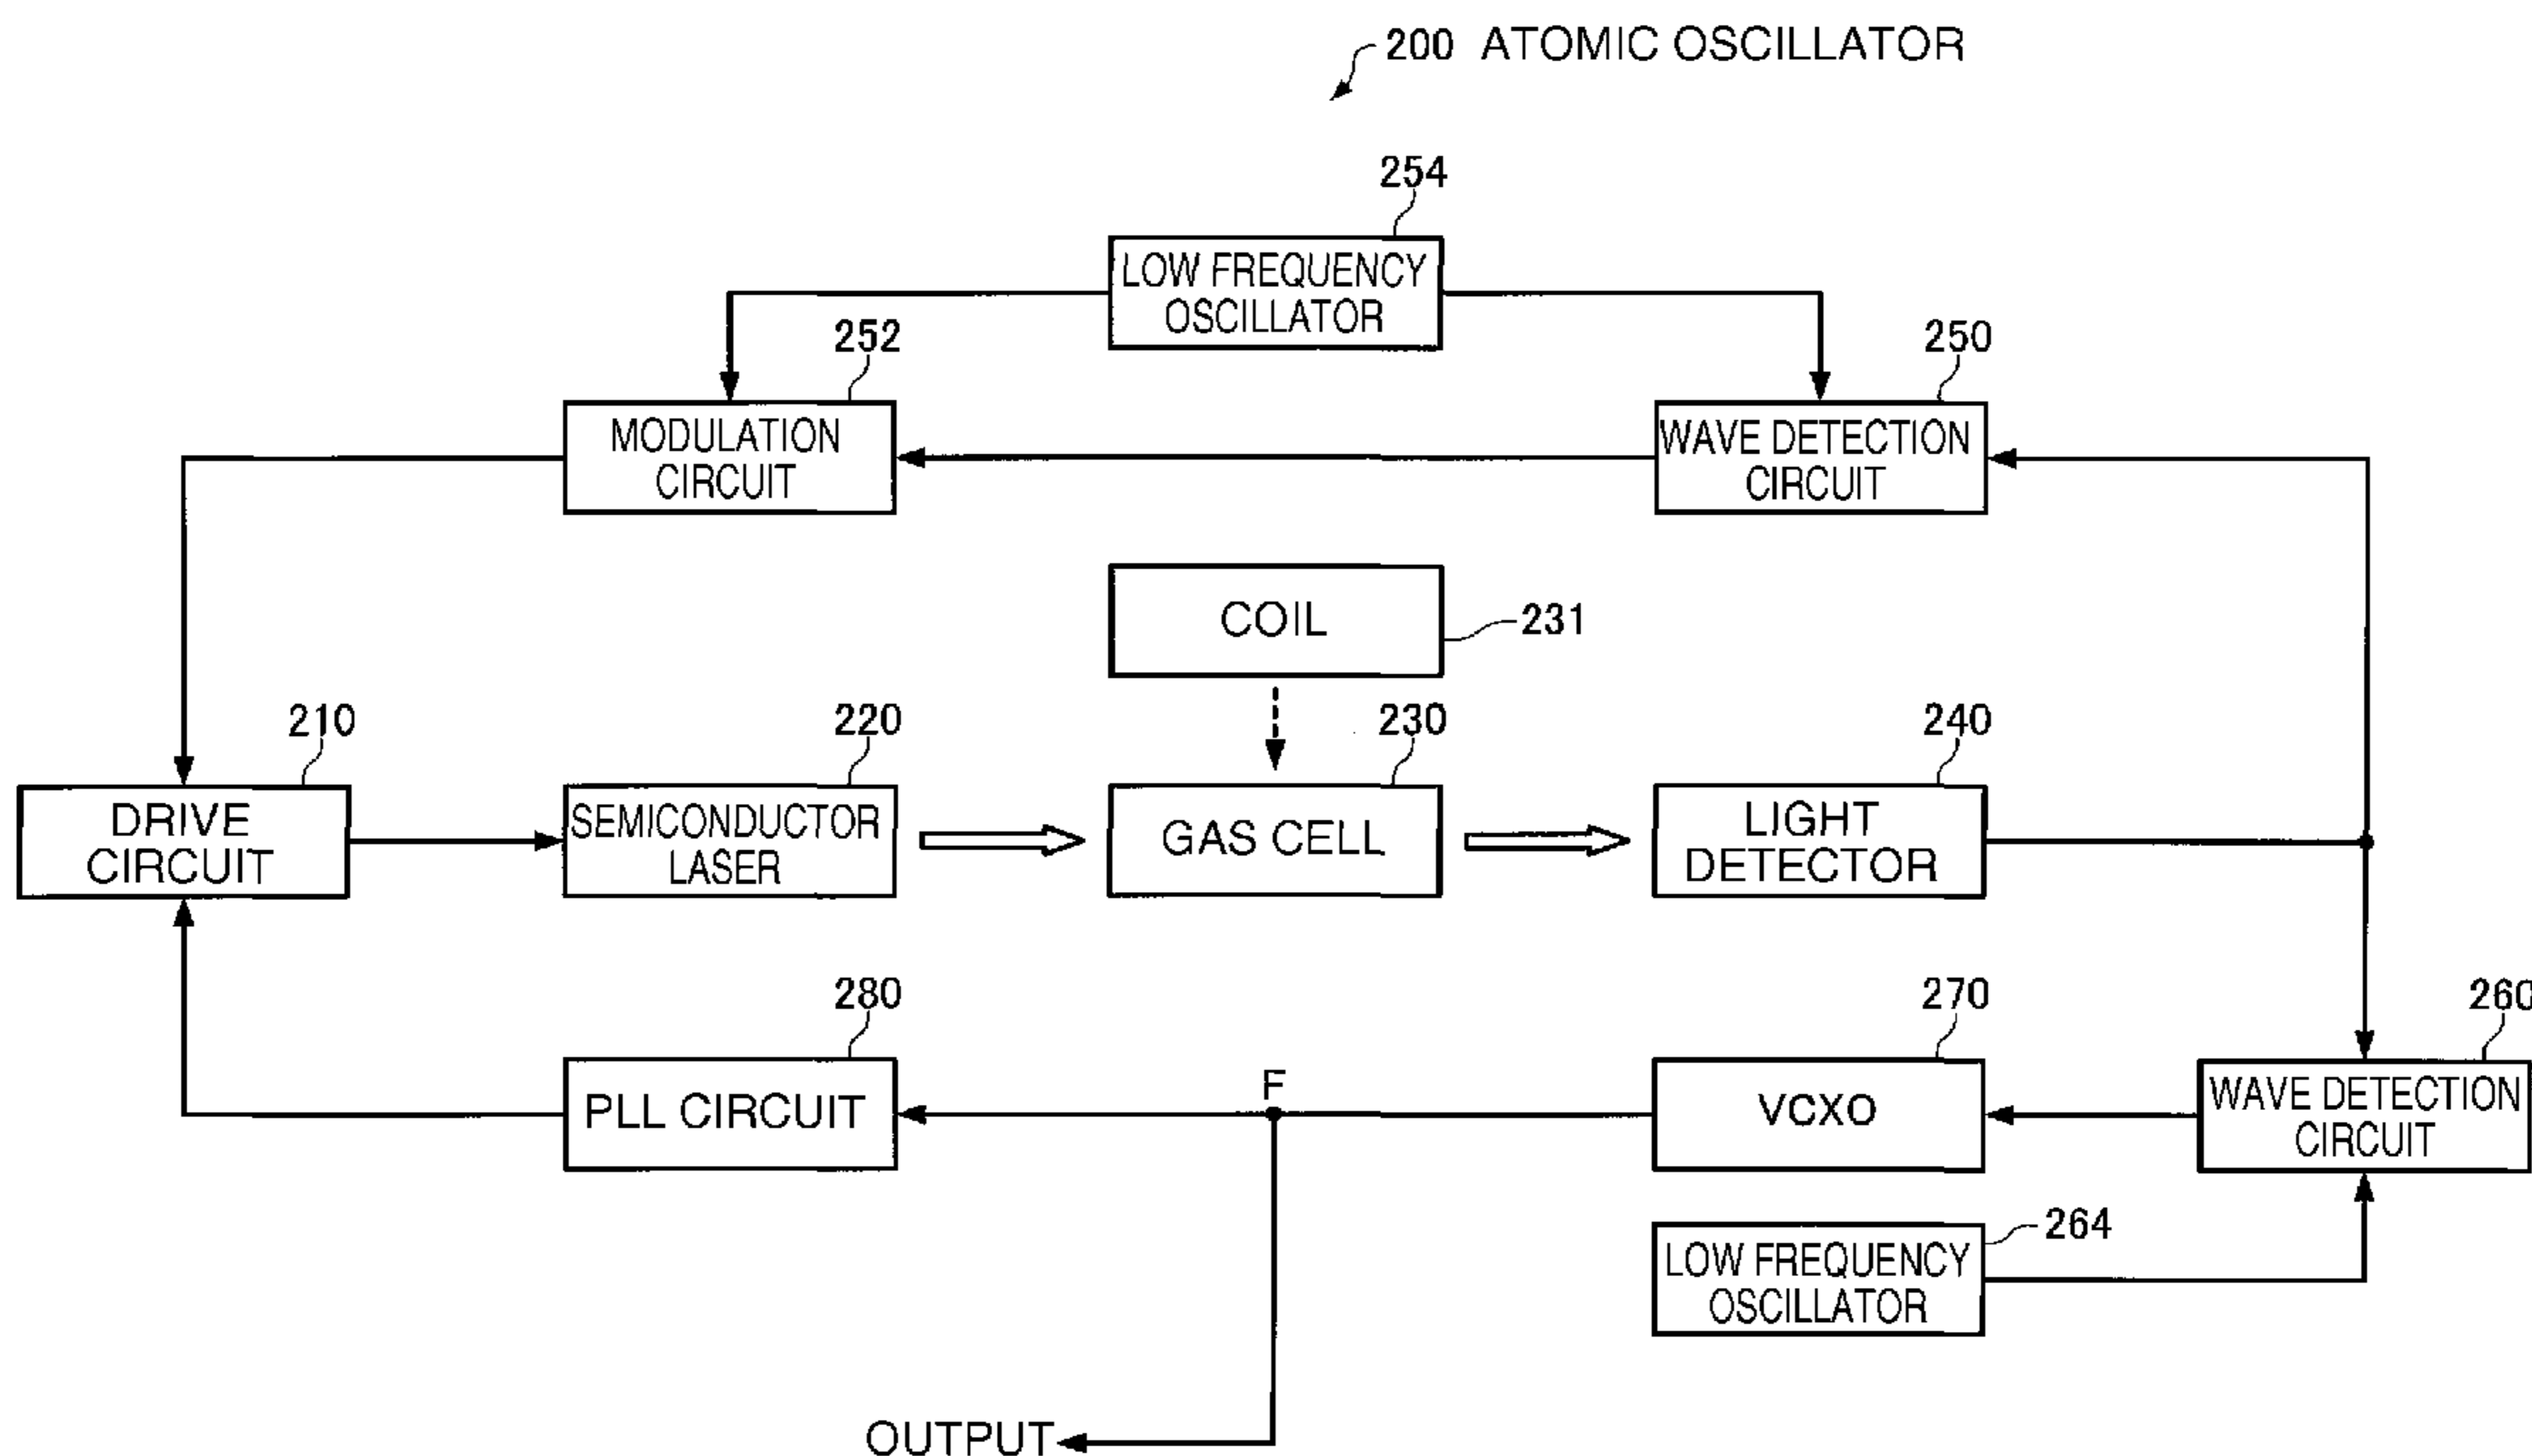 200 ATOMIC OSCILLATOR
254
LOW FREQUENCY
OSCILLATOR
252
MODULATION
CIRCUIT
250
WAVE DETECTION
CIRCUIT
COIL
231
210
DRIVE
CIRCUIT
220
SEMICONDUCTOR
LASER
230
GAS CELL
240
LIGHT
DETECTOR
280
PLL CIRCUIT
F
270
VCXO
260
WAVE DETECTION
CIRCUIT
264
LOW FREQUENCY
OSCILLATOR
OUTPUT